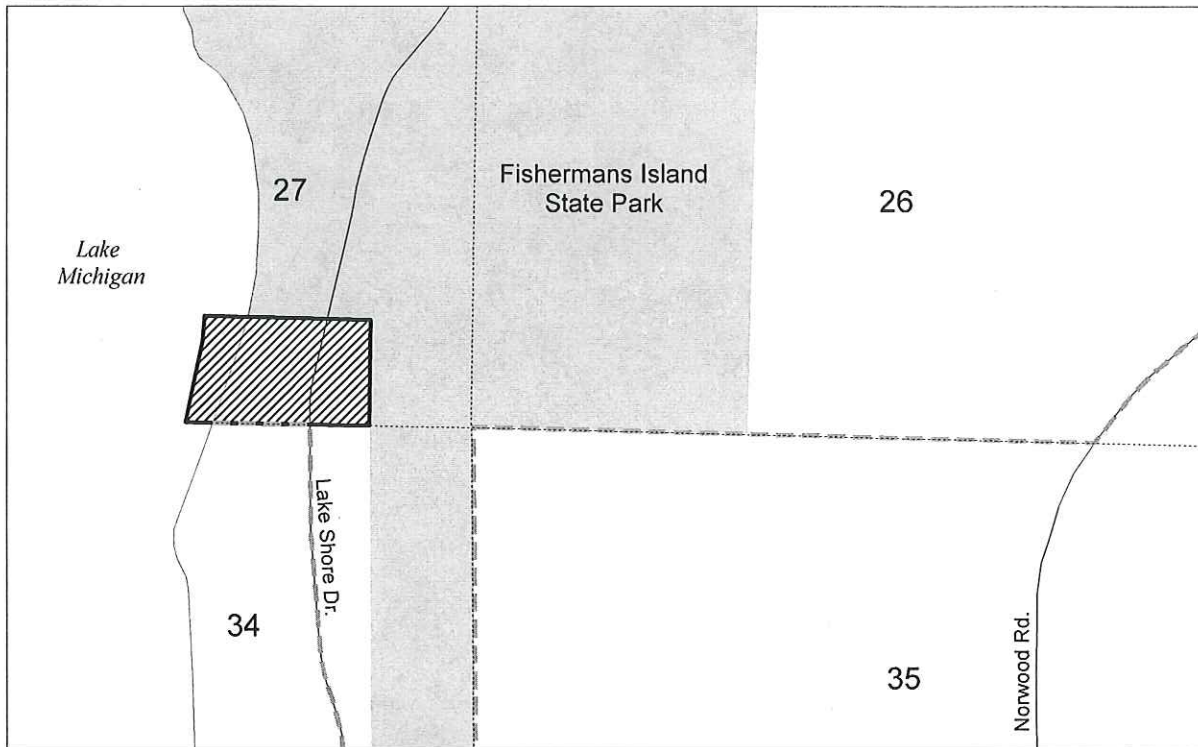 Fishermans Island
State Park
27
26
Lake
Michigan
Lake Shore Dr.
34
35
Norwood Rd.